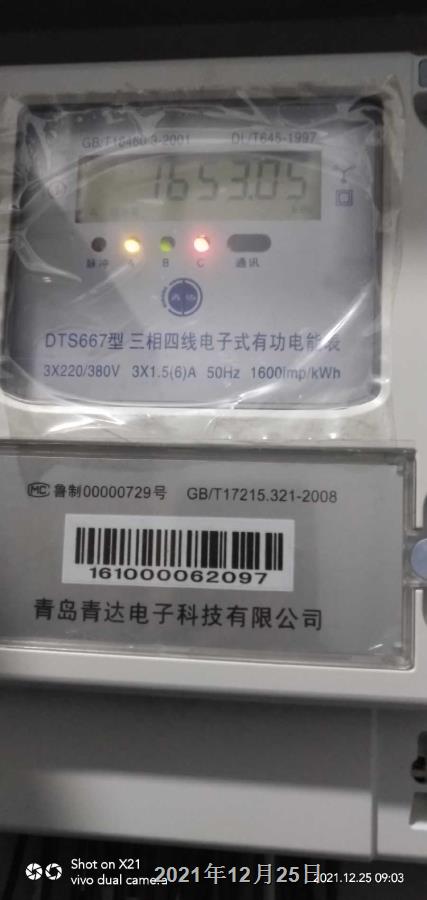 GB/T18460.3-2001 DL/T645-1997
1653.05
脉冲 A B C 通讯
DTS667型 三相四线电子式有功电能表
3X220/380V 3X1.5(6)A 50Hz 1600imp/kWh
MC 鲁制00000729号 GB/T17215.321-2008
161000062097
青岛青达电子科技有限公司
Shot on X21
vivo dual camera
2021年12月25日
2021.12.25 09:03